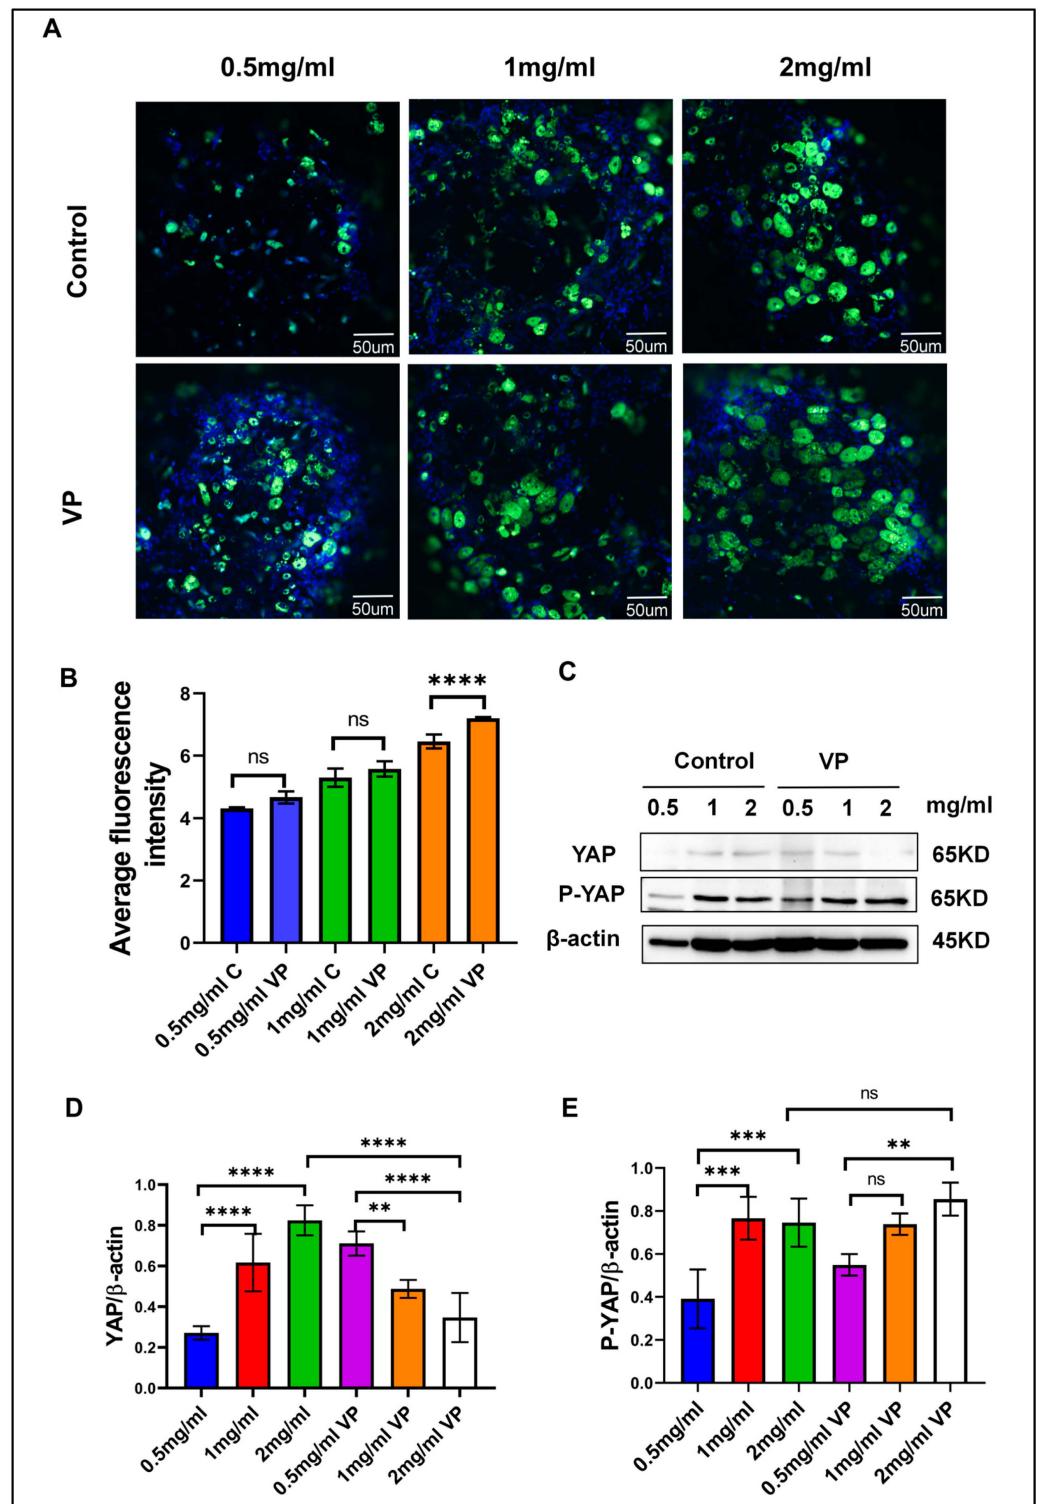 A
0.5mg/ml 1mg/ml 2mg/ml
Control
50um 50um 50um
VP
50um 50um 50um
B
Average fluorescence
intensity
8
6
4
2
0
ns
ns
****
0.5mg/ml C
0.5mg/ml VP
1mg/ml C
1mg/ml VP
2mg/ml C
2mg/ml VP
C
Control VP
0.5 1 2 0.5 1 2 mg/ml
YAP 65KD
P-YAP 65KD
β-actin 45KD
D
YAP/β-actin
1.0
0.8
0.6
0.4
0.2
0.0
****
****
****
****
**
0.5mg/ml
1mg/ml
2mg/ml
0.5mg/ml VP
1mg/ml VP
2mg/ml VP
E
P-YAP/β-actin
1.0
0.8
0.6
0.4
0.2
0.0
ns
***
**
***
ns
0.5mg/ml
1mg/ml
2mg/ml
0.5mg/ml VP
1mg/ml VP
2mg/ml VP